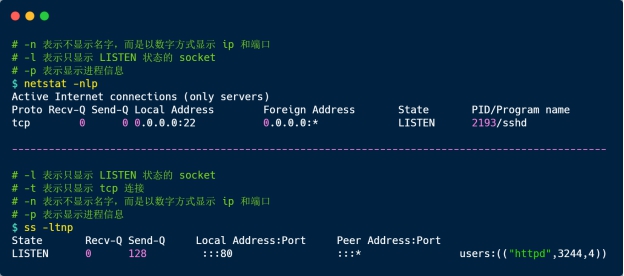 # -n 表示不显示名字，而是以数字方式显示 ip 和端口
# -l 表示只显示 LISTEN 状态的 socket
# -p 表示显示进程信息
$ netstat -nlp
Active Internet connections (only servers)
Proto Recv-Q Send-Q Local Address Foreign Address State PID/Program name
tcp 0 0 0.0.0.0:22 0.0.0.0:* LISTEN 2193/sshd
----------------------------------------------------------------------------------------------
# -l 表示只显示 LISTEN 状态的 socket
# -t 表示只显示 tcp 连接
# -n 表示不显示名字，而是以数字方式显示 ip 和端口
# -p 表示显示进程信息
$ ss -ltnp
State Recv-Q Send-Q Local Address:Port Peer Address:Port
LISTEN 0 128 :::80 :::* users:(("httpd",3244,4))